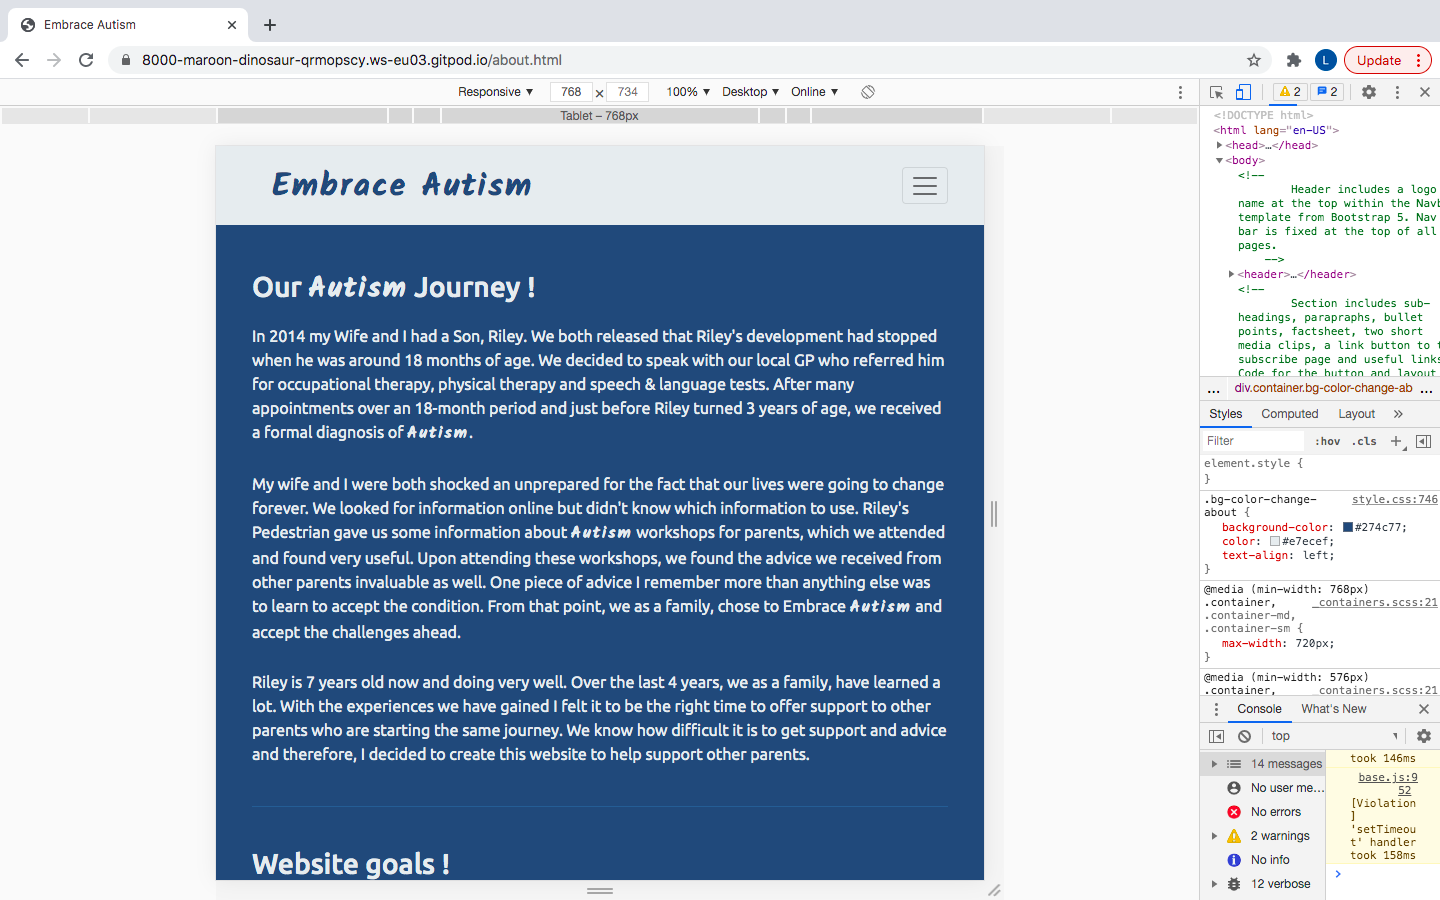 Embrace Autism
8000-maroon-dinosaur-qrmopscy.ws-eu03.gitpod.io/about.html
L
Update
Responsive
768
734
100%
Desktop
Online
2
2
Tablet – 768px
Embrace Autism
Our Autism Journey !
In 2014 my Wife and I had a Son, Riley. We both released that Riley's development had stopped
when he was around 18 months of age. We decided to speak with our local GP who referred him
for occupational therapy, physical therapy and speech & language tests. After many
appointments over an 18-month period and just before Riley turned 3 years of age, we received
a formal diagnosis of Autism.
My wife and I were both shocked an unprepared for the fact that our lives were going to change
forever. We looked for information online but didn't know which information to use. Riley's
Pedestrian gave us some information about Autism workshops for parents, which we attended
and found very useful. Upon attending these workshops, we found the advice we received from
other parents invaluable as well. One piece of advice I remember more than anything else was
to learn to accept the condition. From that point, we as a family, chose to Embrace Autism and
accept the challenges ahead.
Riley is 7 years old now and doing very well. Over the last 4 years, we as a family, have learned a
lot. With the experiences we have gained I felt it to be the right time to offer support to other
parents who are starting the same journey. We know how difficult it is to get support and advice
and therefore, I decided to create this website to help support other parents.
Website goals !
<!DOCTYPE html>
<html lang="en-US">
<head>…</head>
<body>
<!--
Header includes a logo
name at the top within the Navb
template from Bootstrap 5. Nav
bar is fixed at the top of all
pages.
-->
<header>…</header>
<!--
Section includes sub-
headings, parapraphs, bullet
points, factsheet, two short
media clips, a link button to t
subscribe page and useful links
Code for the button and layout
... div.container.bg-color-change-ab ...
Styles Computed Layout »
Filter :hov .cls +
element.style {
}
.bg-color-change- style.css:746
about {
background-color: #274c77;
color: #e7ecef;
text-align: left;
}
@media (min-width: 768px)
.container, _containers.scss:21
.container-md,
.container-sm {
max-width: 720px;
}
@media (min-width: 576px)
.container, _containers.scss:21
Console What's New
top
14 messages
No user me...
No errors
2 warnings
No info
12 verbose
took 146ms
base.js:9
52
[Violation
]
'setTimeou
t' handler
took 158ms